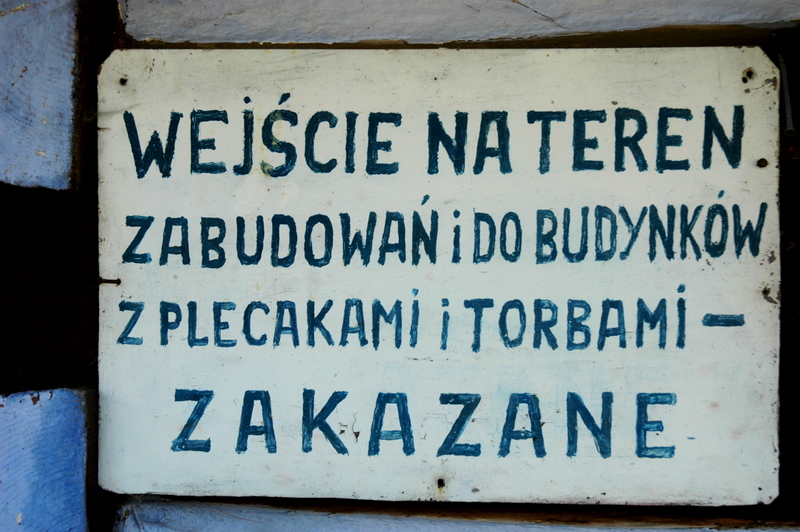 WEJŚCIE NA TEREN
ZABUDOWAŃ i DO BUDYNKÓW
Z PLECAKAMi i TORBAMi –
ZAKAZANE